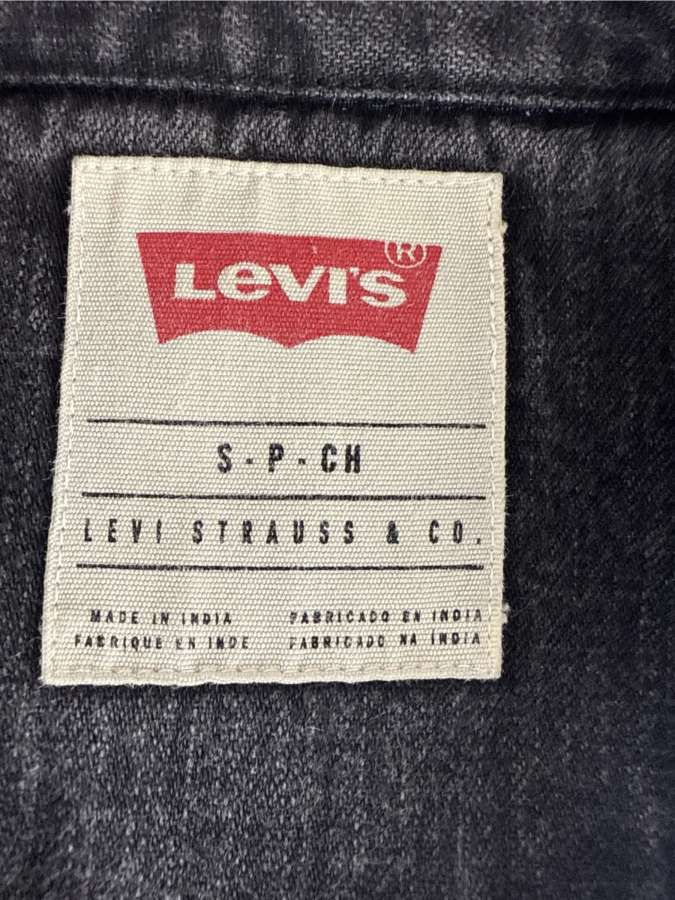 LEVI'S®
S - P - CH
LEVI STRAUSS & CO.
MADE IN INDIA FABRICADO EN INDIA
FABRIQUE EN INDE FABRICADO NA INDIA